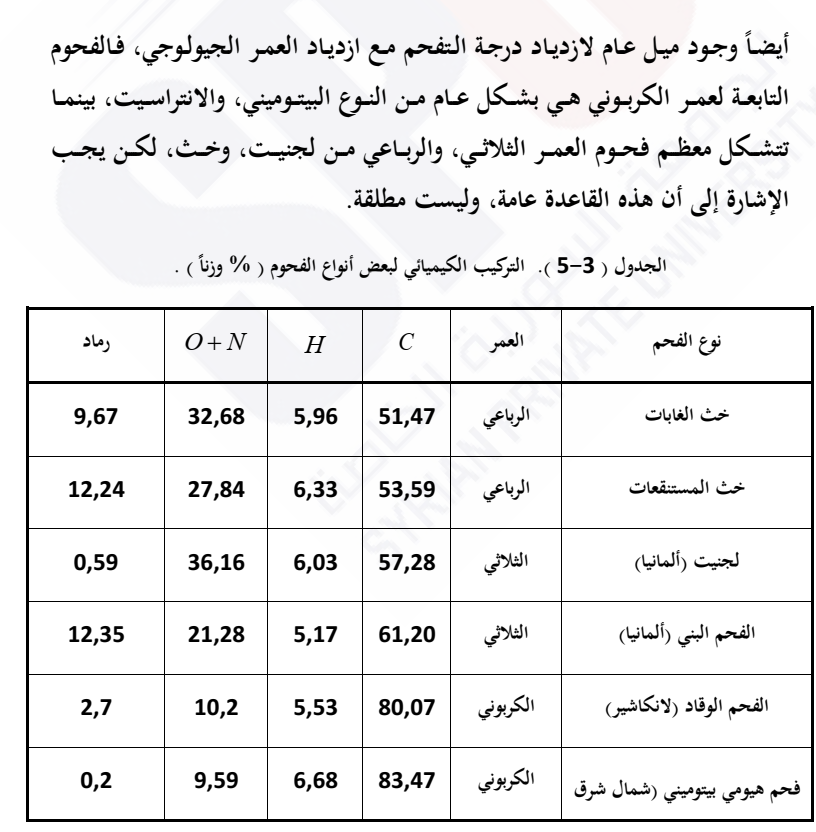 أيضاً وجود ميل عام لازدياد درجة التفحم مع ازدياد العمر الجيولوجي، فالفحوم
التابعة لعمر الكربوني هي بشكل عام من النوع البيتوميني، والانتراسيت، بينما
تتشكل معظم فحوم العمر الثلاثي، والرباعي من لجنيت، وخث، لكن يجب
الإشارة إلى أن هذه القاعدة عامة، وليست مطلقة.
الجدول ( 3–5 ). التركيب الكيميائي لبعض أنواع الفحوم ( % وزناً ) .
نوع الفحم العمر C H O+N رماد
خث الغابات الرباعي 51,47 5,96 32,68 9,67
خث المستنقعات الرباعي 53,59 6,33 27,84 12,24
لجنيت (ألمانيا) الثلاثي 57,28 6,03 36,16 0,59
الفحم البني (ألمانيا) الثلاثي 61,20 5,17 21,28 12,35
الفحم الوقاد (لانكاشير) الكربوني 80,07 5,53 10,2 2,7
فحم هيومي بيتوميني (شمال شرق الكربوني 83,47 6,68 9,59 0,2
SYRIAN PRIVATE UNIVERSITY